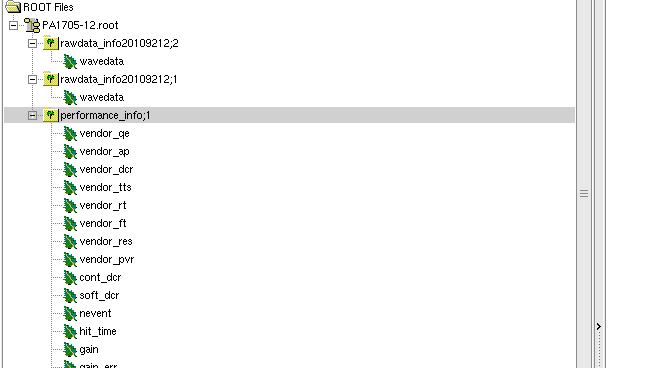 ROOT Files
PA1705-12.root
rawdata_info20109212;2
wavedata
rawdata_info20109212;1
wavedata
performance_info;1
vendor_qe
vendor_ap
vendor_dcr
vendor_tts
vendor_rt
vendor_ft
vendor_res
vendor_pvr
cont_dcr
soft_dcr
nevent
hit_time
gain
gain_err